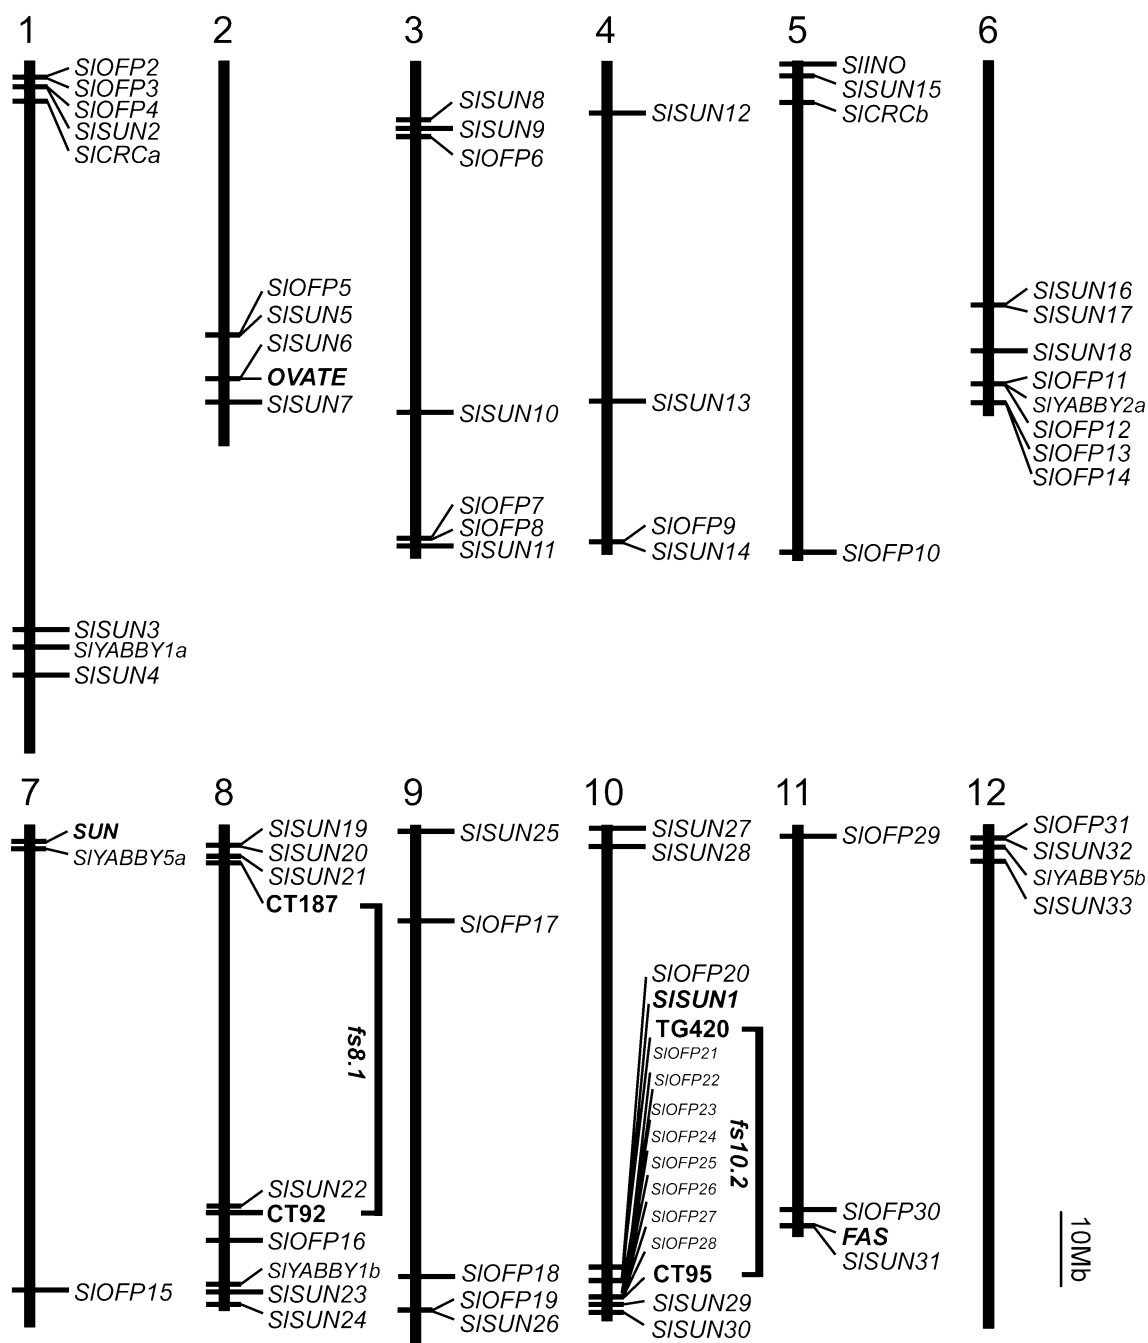 1
SlOFP2
SlOFP3
SlOFP4
SlSUN2
SlCRCa
SlSUN3
SlYABBY1a
SlSUN4
2
SlOFP5
SlSUN5
SlSUN6
OVATE
SlSUN7
3
SlSUN8
SlSUN9
SlOFP6
SlSUN10
SlOFP7
SlOFP8
SlSUN11
4
SlSUN12
SlSUN13
SlOFP9
SlSUN14
5
SlINO
SlSUN15
SlCRCb
SlOFP10
6
SlSUN16
SlSUN17
SlSUN18
SlOFP11
SlYABBY2a
SlOFP12
SlOFP13
SlOFP14
7
SUN
SlYABBY5a
SlOFP15
8
SlSUN19
SlSUN20
SlSUN21
CT187
fs8.1
SlSUN22
CT92
SlOFP16
SlYABBY1b
SlSUN23
SlSUN24
9
SlSUN25
SlOFP17
SlOFP18
SlOFP19
SlSUN26
10
SlSUN27
SlSUN28
SlOFP20
SlSUN1
TG420
SlOFP21
SlOFP22
SlOFP23
SlOFP24
SlOFP25
SlOFP26
SlOFP27
SlOFP28
fs10.2
CT95
SlSUN29
SlSUN30
11
SlOFP29
SlOFP30
FAS
SlSUN31
12
SlOFP31
SlSUN32
SlYABBY5b
SlSUN33
10Mb